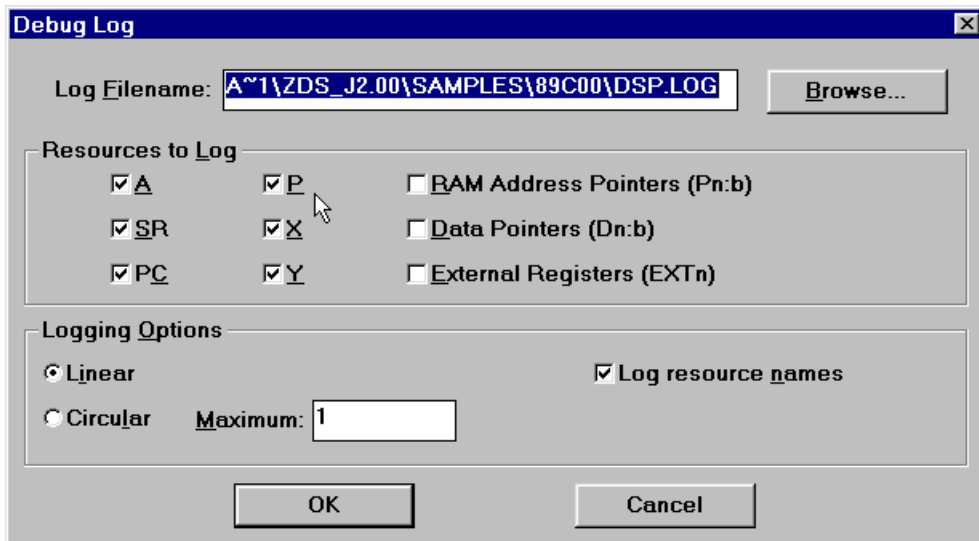 Debug Log
Log Filename: A~1\ZDS_J2.00\SAMPLES\89C00\DSP.LOG Browse...
Resources to Log
A P RAM Address Pointers (Pn:b)
SR X Data Pointers (Dn:b)
PC Y External Registers (EXTn)
Logging Options
Linear Log resource names
Circular Maximum: 1
OK Cancel